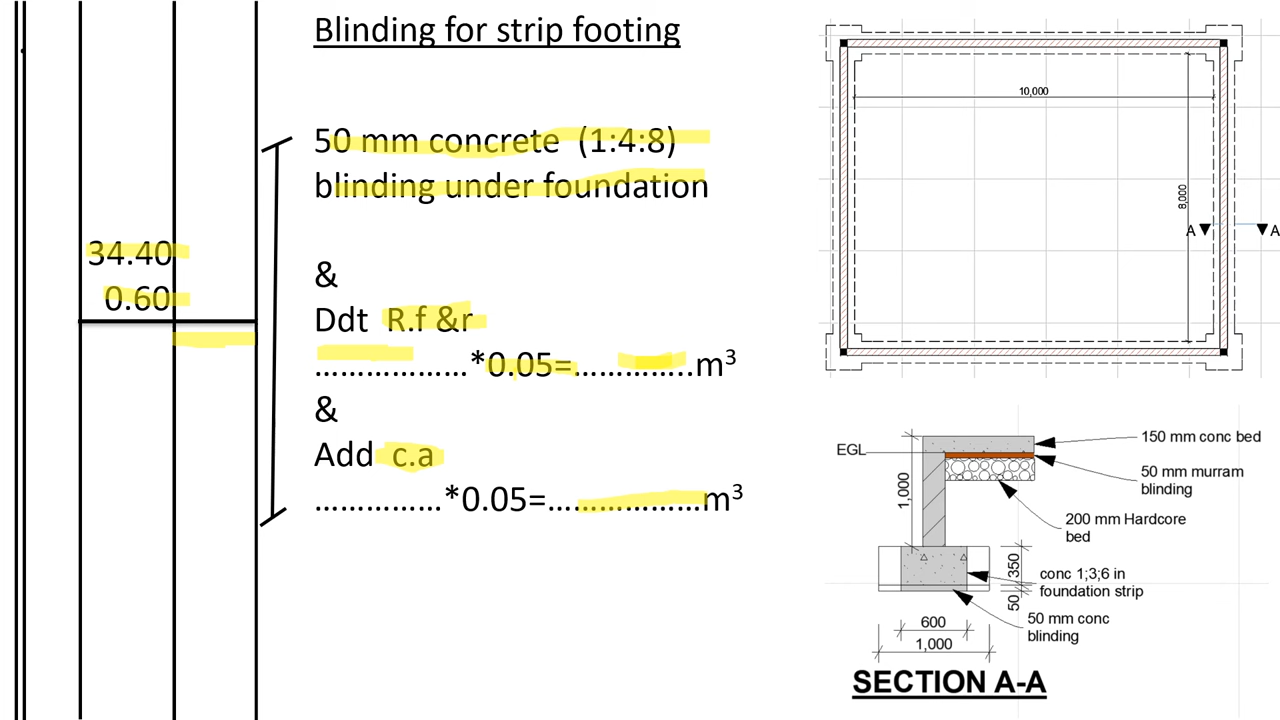 Blinding for strip footing
50 mm concrete (1:4:8)
blinding under foundation
34.40
0.60
&
Ddt R.f &r
………………*0.05=…………..m³
&
Add c.a
……………*0.05=………………m³
10,000
8,000
A
A
EGL
1,000
150 mm conc bed
50 mm murram
blinding
200 mm Hardcore
bed
350
50
conc 1;3;6 in
foundation strip
50 mm conc
blinding
600
1,000
SECTION A-A